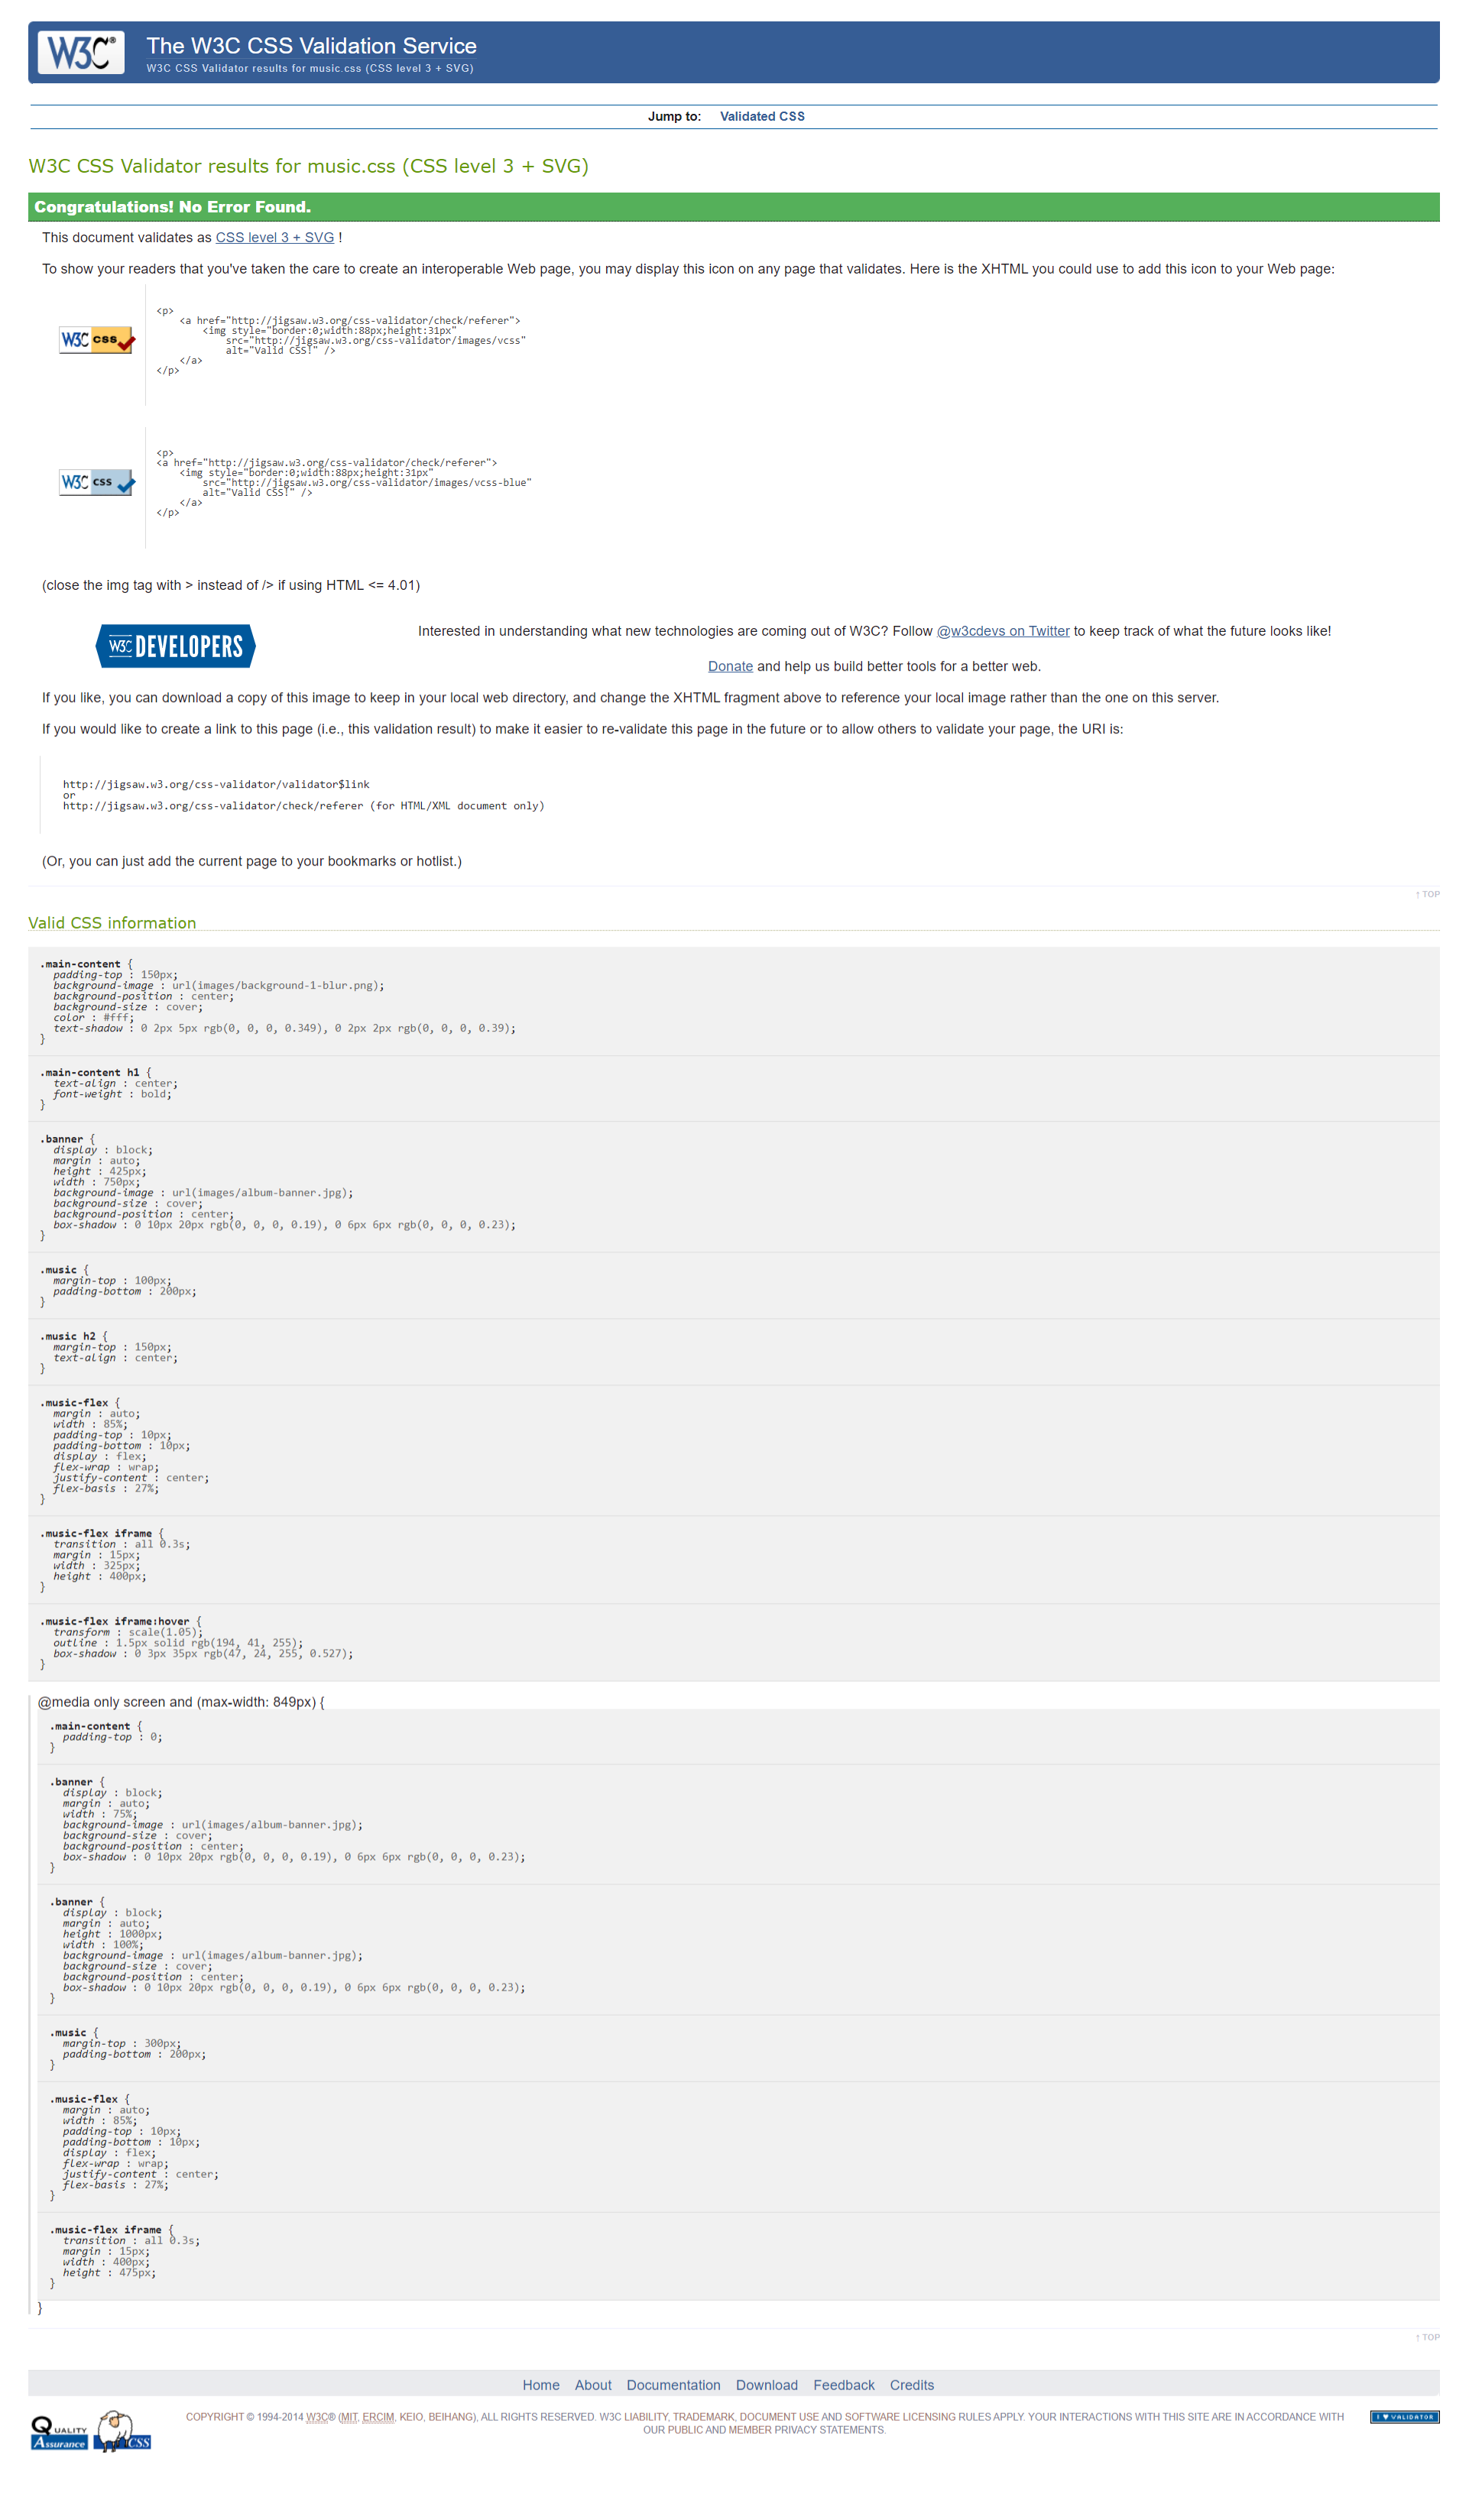 W3C®
The W3C CSS Validation Service
W3C CSS Validator results for music.css (CSS level 3 + SVG)
Jump to: Validated CSS
W3C CSS Validator results for music.css (CSS level 3 + SVG)
Congratulations! No Error Found.
This document validates as CSS level 3 + SVG !
To show your readers that you've taken the care to create an interoperable Web page, you may display this icon on any page that validates. Here is the XHTML you could use to add this icon to your Web page:
W3C css
<p>
    <a href="http://jigsaw.w3.org/css-validator/check/referer">
        <img style="border:0;width:88px;height:31px"
            src="http://jigsaw.w3.org/css-validator/images/vcss"
            alt="Valid CSS!" />
    </a>
</p>
W3C css
<p>
<a href="http://jigsaw.w3.org/css-validator/check/referer">
    <img style="border:0;width:88px;height:31px"
        src="http://jigsaw.w3.org/css-validator/images/vcss-blue"
        alt="Valid CSS!" />
    </a>
</p>
(close the img tag with > instead of /> if using HTML <= 4.01)
W3C DEVELOPERS
Interested in understanding what new technologies are coming out of W3C? Follow @w3cdevs on Twitter to keep track of what the future looks like!
Donate and help us build better tools for a better web.
If you like, you can download a copy of this image to keep in your local web directory, and change the XHTML fragment above to reference your local image rather than the one on this server.
If you would like to create a link to this page (i.e., this validation result) to make it easier to re-validate this page in the future or to allow others to validate your page, the URI is:
http://jigsaw.w3.org/css-validator/validator$link
or
http://jigsaw.w3.org/css-validator/check/referer (for HTML/XML document only)
(Or, you can just add the current page to your bookmarks or hotlist.)
↑ TOP
Valid CSS information
.main-content {
  padding-top : 150px;
  background-image : url(images/background-1-blur.png);
  background-position : center;
  background-size : cover;
  color : #fff;
  text-shadow : 0 2px 5px rgb(0, 0, 0, 0.349), 0 2px 2px rgb(0, 0, 0, 0.39);
}
.main-content h1 {
  text-align : center;
  font-weight : bold;
}
.banner {
  display : block;
  margin : auto;
  height : 425px;
  width : 750px;
  background-image : url(images/album-banner.jpg);
  background-size : cover;
  background-position : center;
  box-shadow : 0 10px 20px rgb(0, 0, 0, 0.19), 0 6px 6px rgb(0, 0, 0, 0.23);
}
.music {
  margin-top : 100px;
  padding-bottom : 200px;
}
.music h2 {
  margin-top : 150px;
  text-align : center;
}
.music-flex {
  margin : auto;
  width : 85%;
  padding-top : 10px;
  padding-bottom : 10px;
  display : flex;
  flex-wrap : wrap;
  justify-content : center;
  flex-basis : 27%;
}
.music-flex iframe {
  transition : all 0.3s;
  margin : 15px;
  width : 325px;
  height : 400px;
}
.music-flex iframe:hover {
  transform : scale(1.05);
  outline : 1.5px solid rgb(194, 41, 255);
  box-shadow : 0 3px 35px rgb(47, 24, 255, 0.527);
}
@media only screen and (max-width: 849px) {
.main-content {
  padding-top : 0;
}
.banner {
  display : block;
  margin : auto;
  width : 75%;
  background-image : url(images/album-banner.jpg);
  background-size : cover;
  background-position : center;
  box-shadow : 0 10px 20px rgb(0, 0, 0, 0.19), 0 6px 6px rgb(0, 0, 0, 0.23);
}
.banner {
  display : block;
  margin : auto;
  height : 1000px;
  width : 100%;
  background-image : url(images/album-banner.jpg);
  background-size : cover;
  background-position : center;
  box-shadow : 0 10px 20px rgb(0, 0, 0, 0.19), 0 6px 6px rgb(0, 0, 0, 0.23);
}
.music {
  margin-top : 300px;
  padding-bottom : 200px;
}
.music-flex {
  margin : auto;
  width : 85%;
  padding-top : 10px;
  padding-bottom : 10px;
  display : flex;
  flex-wrap : wrap;
  justify-content : center;
  flex-basis : 27%;
}
.music-flex iframe {
  transition : all 0.3s;
  margin : 15px;
  width : 400px;
  height : 475px;
}
}
↑ TOP
Home About Documentation Download Feedback Credits
QUALITY
Assurance
CSS
COPYRIGHT © 1994-2014 W3C® (MIT, ERCIM, KEIO, BEIHANG), ALL RIGHTS RESERVED. W3C LIABILITY, TRADEMARK, DOCUMENT USE AND SOFTWARE LICENSING RULES APPLY. YOUR INTERACTIONS WITH THIS SITE ARE IN ACCORDANCE WITH
OUR PUBLIC AND MEMBER PRIVACY STATEMENTS.
I ♥ VALIDATOR